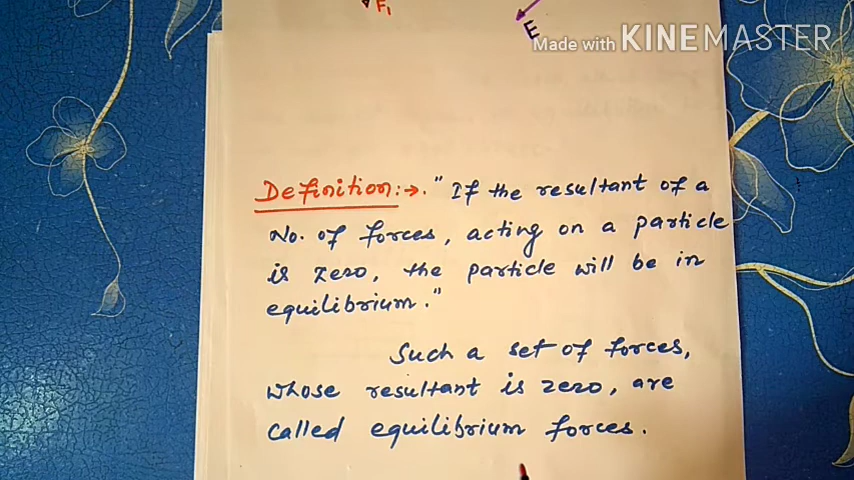 F1
E
Made with KINEMASTER
Definition:→. "If the resultant of a
No. of forces, acting on a particle
is zero, the particle will be in
equilibrium."
Such a set of forces,
whose resultant is zero, are
called equilibrium forces.